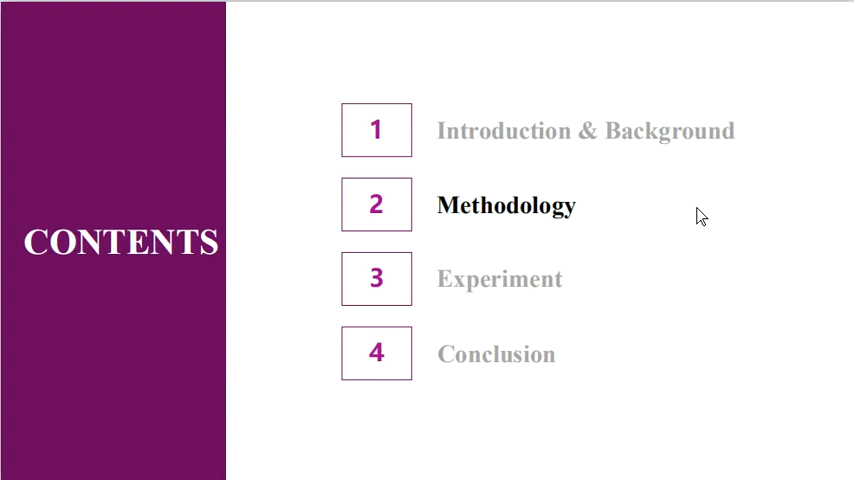 CONTENTS
1 Introduction & Background
2 Methodology
3 Experiment
4 Conclusion